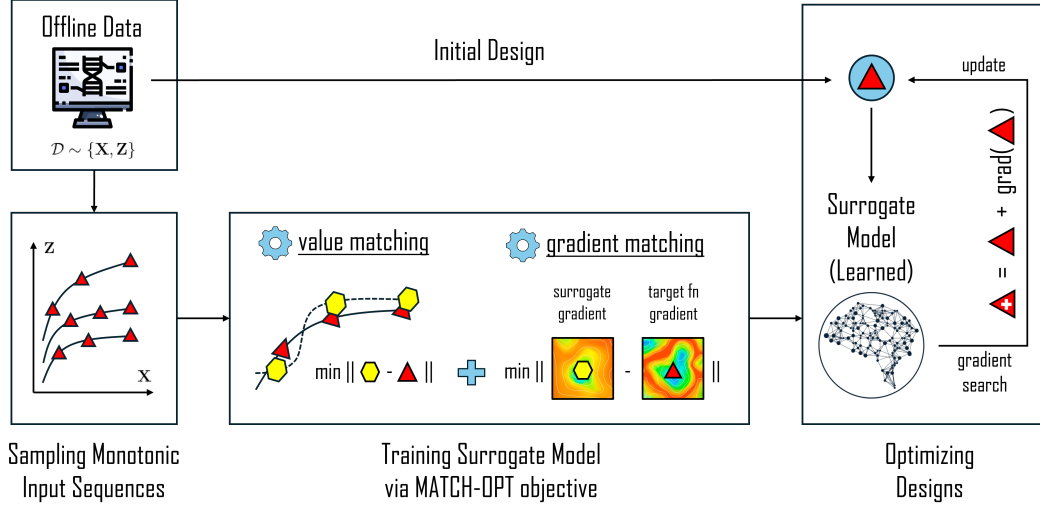 Offline Data
𝒟 ∼ {X, Z}
Initial Design
update
Surrogate
Model
(Learned)
= + grad( )
gradient
search
Z
X
value matching
gradient matching
surrogate
gradient
target fn
gradient
min || - ||
min || - ||
Sampling Monotonic
Input Sequences
Training Surrogate Model
via MATCH-OPT objective
Optimizing
Designs